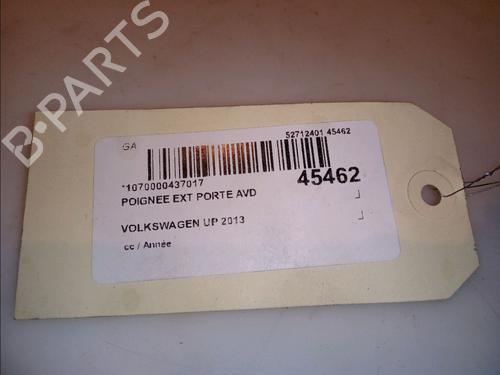 B-PARTS
GA
52712401 45462
*1070000437017
45462
POIGNEE EXT PORTE AVD
VOLKSWAGEN UP 2013
cc / Année